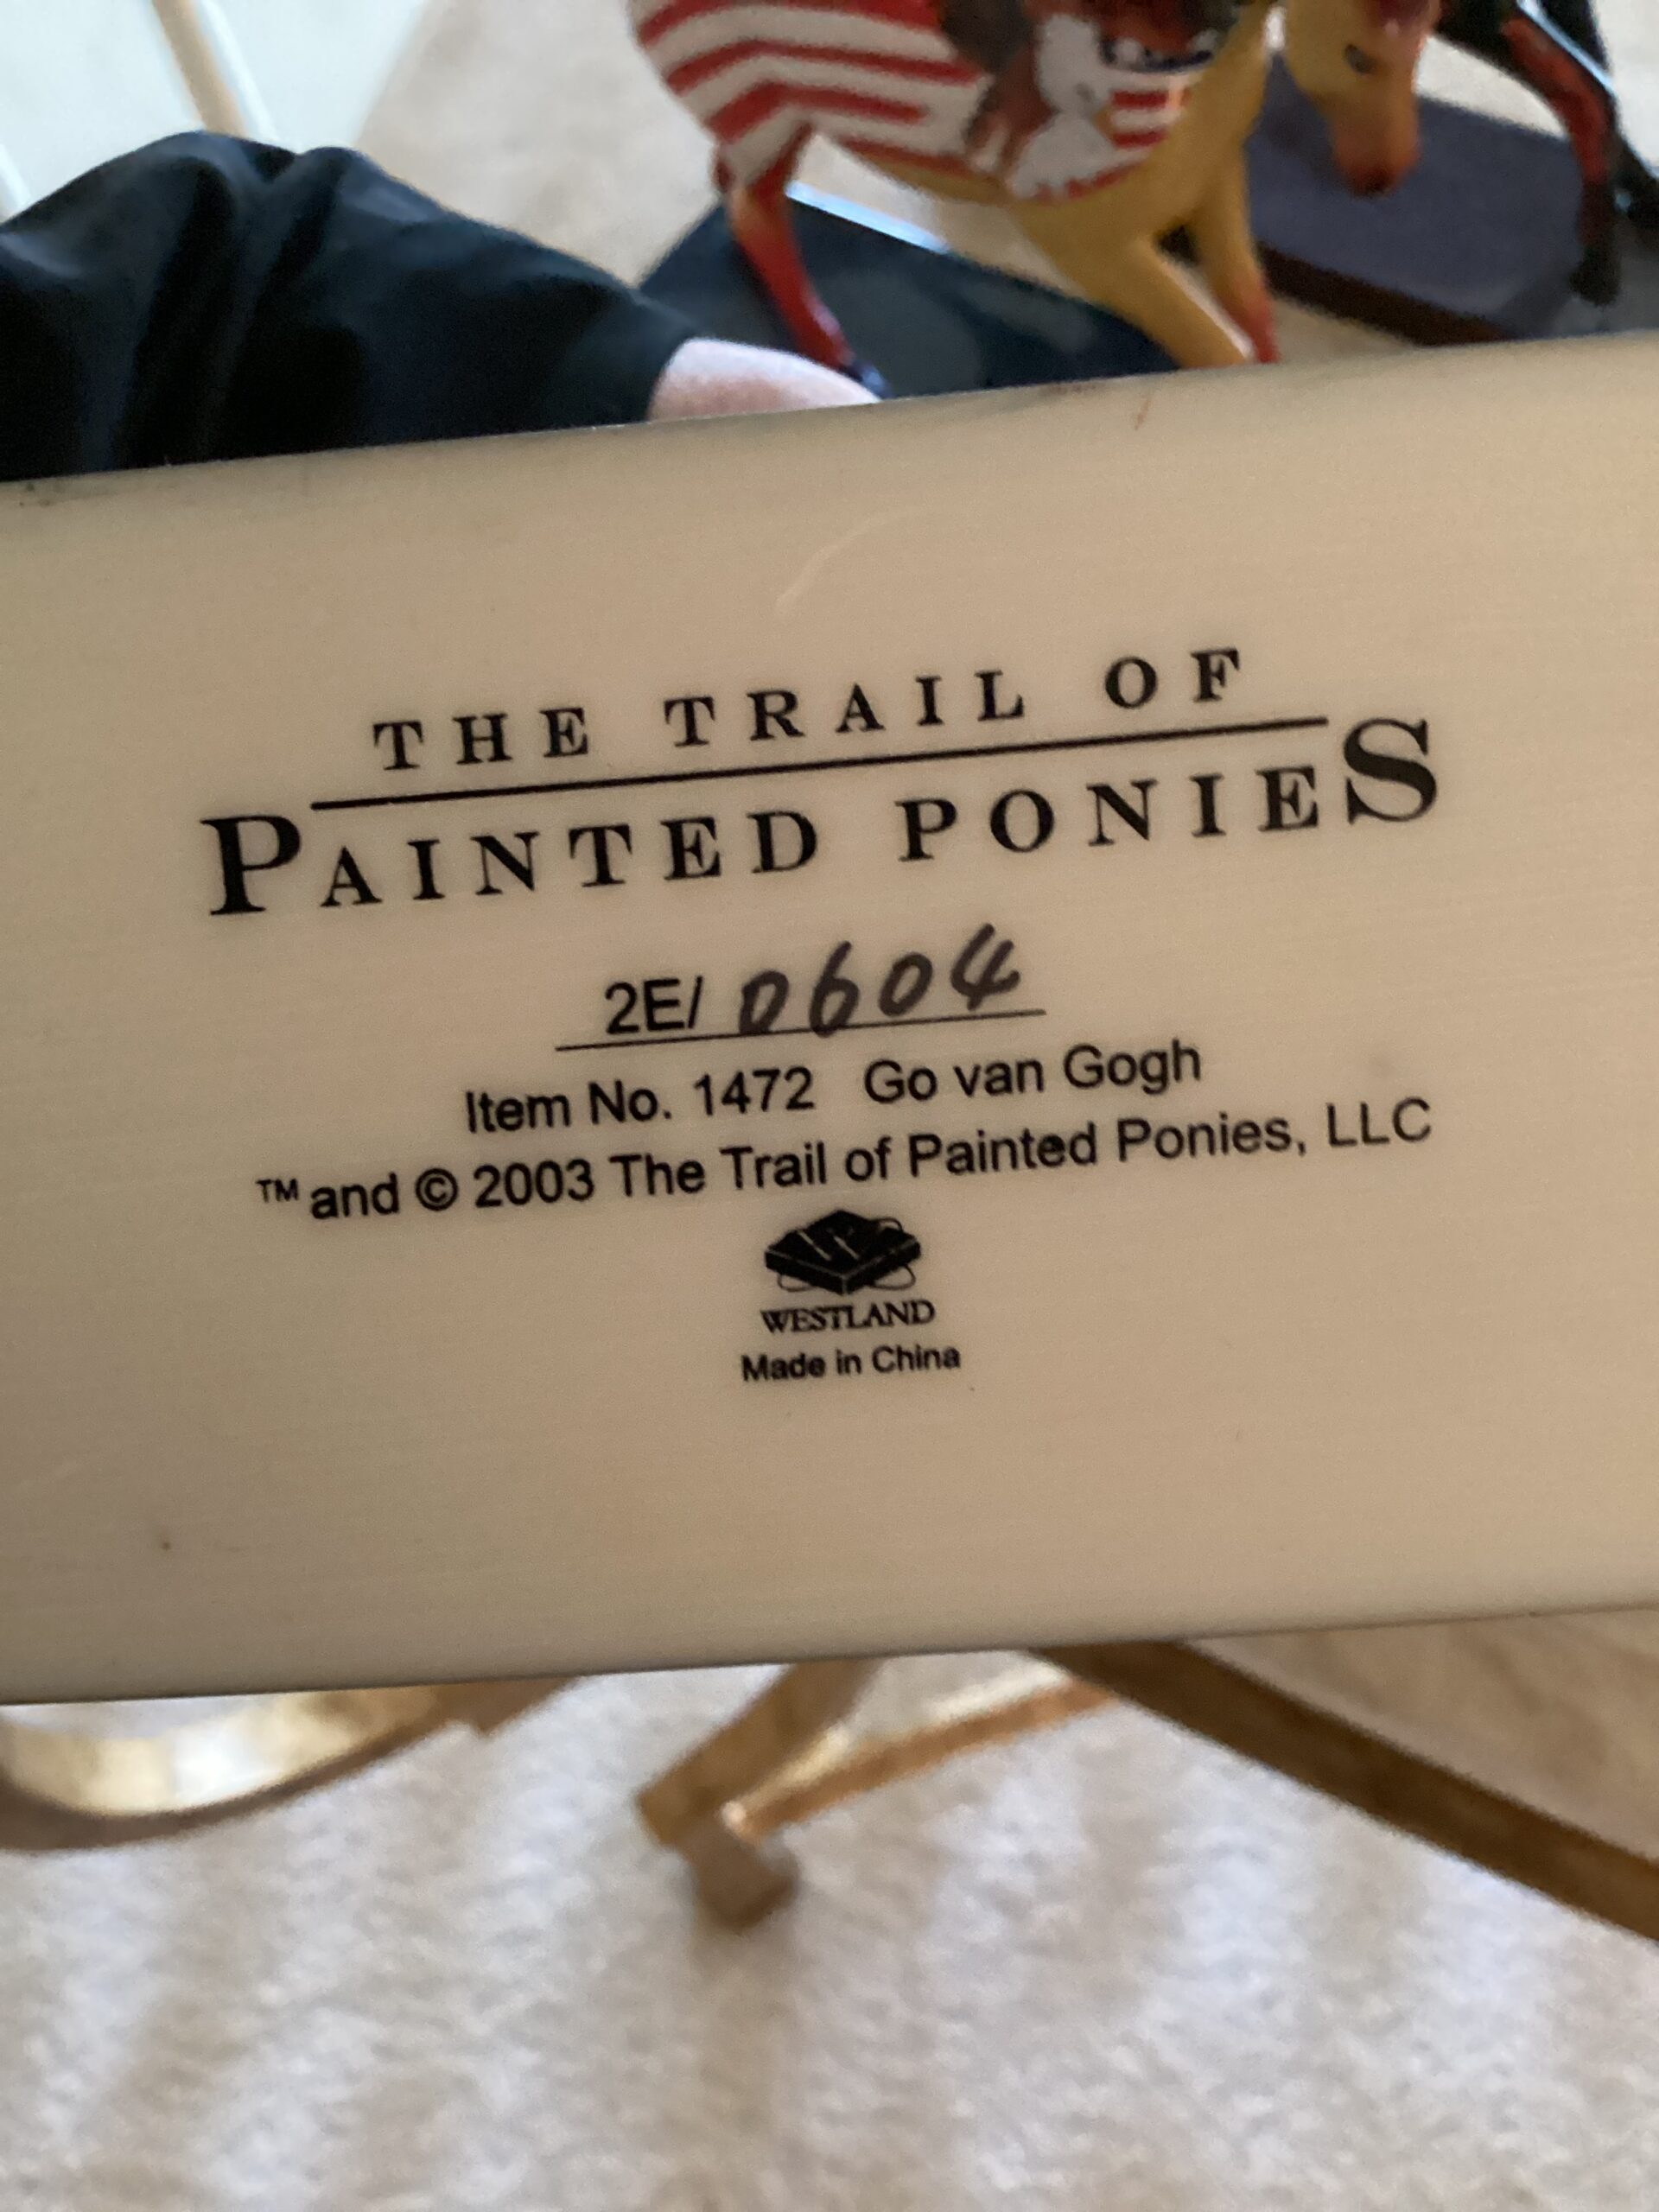 THE TRAIL OF
PAINTED PONIES
2E/ 0604
Item No. 1472 Go van Gogh
™ and © 2003 The Trail of Painted Ponies, LLC
WESTLAND
Made in China